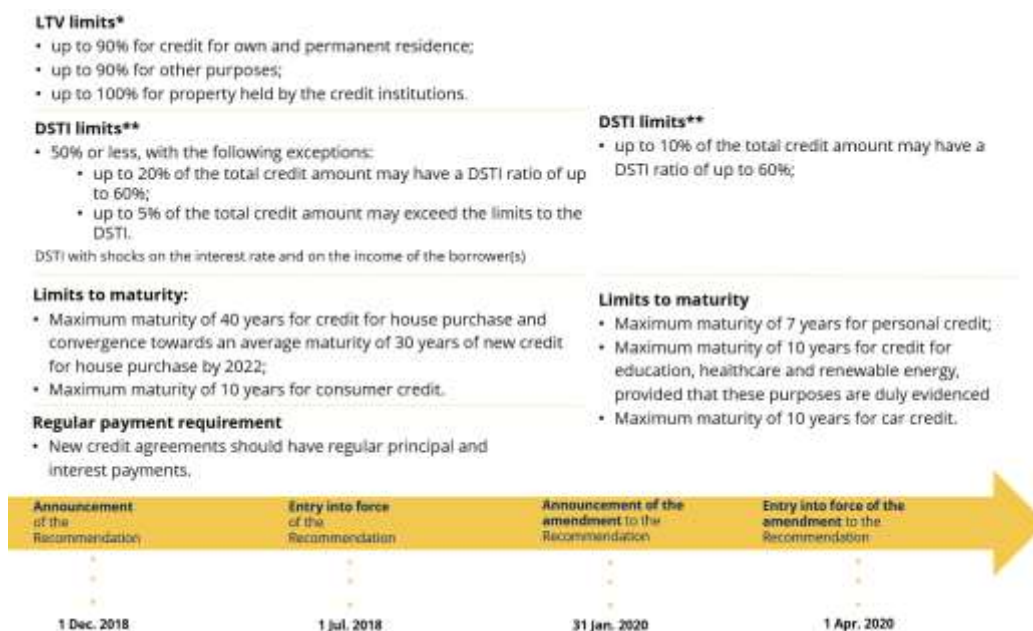 LTV limits*
• up to 90% for credit for own and permanent residence;
• up to 90% for other purposes;
• up to 100% for property held by the credit institutions.
DSTI limits**
• 50% or less, with the following exceptions:
• up to 20% of the total credit amount may have a DSTI ratio of up
to 60%;
• up to 5% of the total credit amount may exceed the limits to the
DSTI.
DSTI with shocks on the interest rate and on the income of the borrower(s)
DSTI limits**
• up to 10% of the total credit amount may have a
DSTI ratio of up to 60%;
Limits to maturity:
• Maximum maturity of 40 years for credit for house purchase and
convergence towards an average maturity of 30 years of new credit
for house purchase by 2022;
• Maximum maturity of 10 years for consumer credit.
Regular payment requirement
• New credit agreements should have regular principal and
interest payments.
Limits to maturity
• Maximum maturity of 7 years for personal credit;
• Maximum maturity of 10 years for credit for
education, healthcare and renewable energy,
provided that these purposes are duly evidenced
• Maximum maturity of 10 years for car credit.
Announcement
of the
Recommendation
Entry into force
of the
Recommendation
Announcement of the
amendment to the
Recommendation
Entry into force of the
amendment to the
Recommendation
1 Dec. 2018
1 Jul. 2018
31 Jan. 2020
1 Apr. 2020